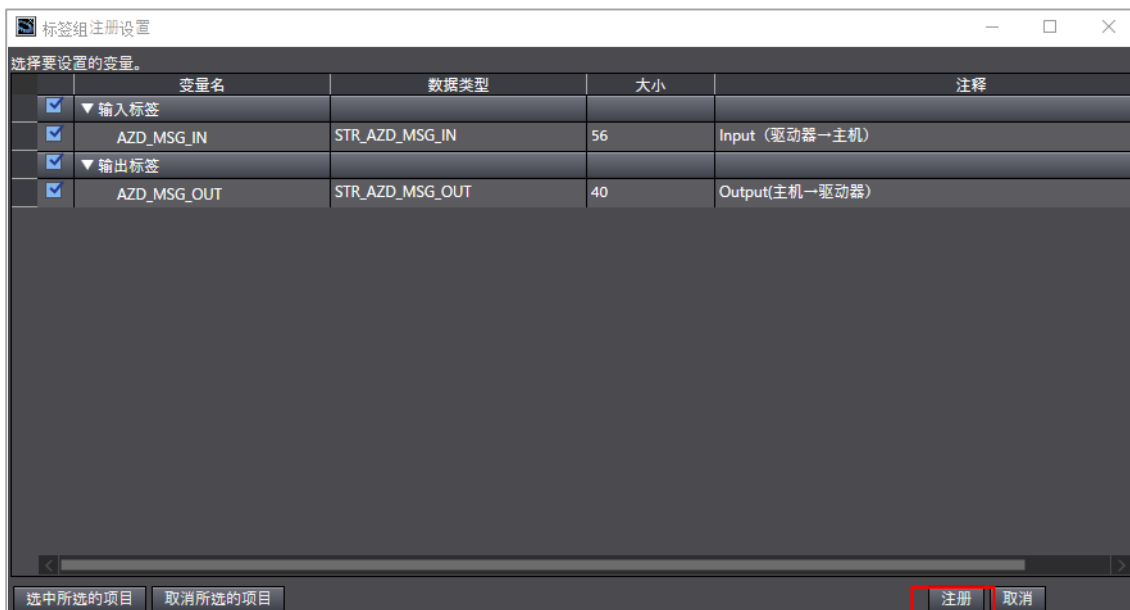 标签组注册设置
选择要设置的变量。
变量名 数据类型 大小 注释
▼输入标签
AZD_MSG_IN STR_AZD_MSG_IN 56 Input（驱动器→主机）
▼输出标签
AZD_MSG_OUT STR_AZD_MSG_OUT 40 Output(主机→驱动器）
选中所选的项目 取消所选的项目 注册 取消